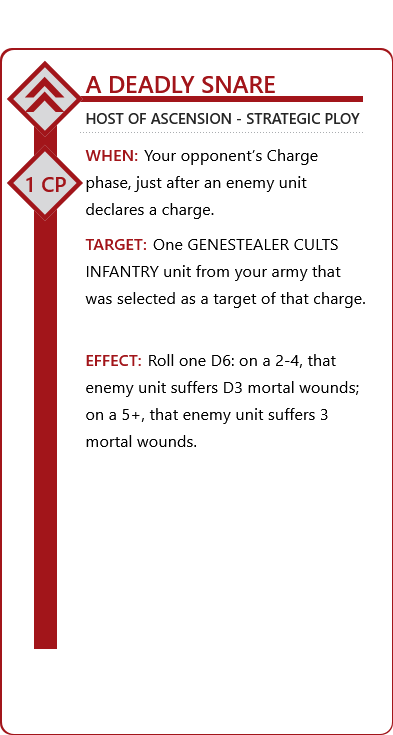 A DEADLY SNARE
HOST OF ASCENSION - STRATEGIC PLOY
WHEN: Your opponent's Charge
1 CP
phase, just after an enemy unit
declares a charge.
TARGET: One GENESTEALER CULTS
INFANTRY unit from your army that
was selected as a target of that charge.
EFFECT: Roll one D6: on a 2-4, that
enemy unit suffers D3 mortal wounds;
on a 5+, that enemy unit suffers 3
mortal wounds.